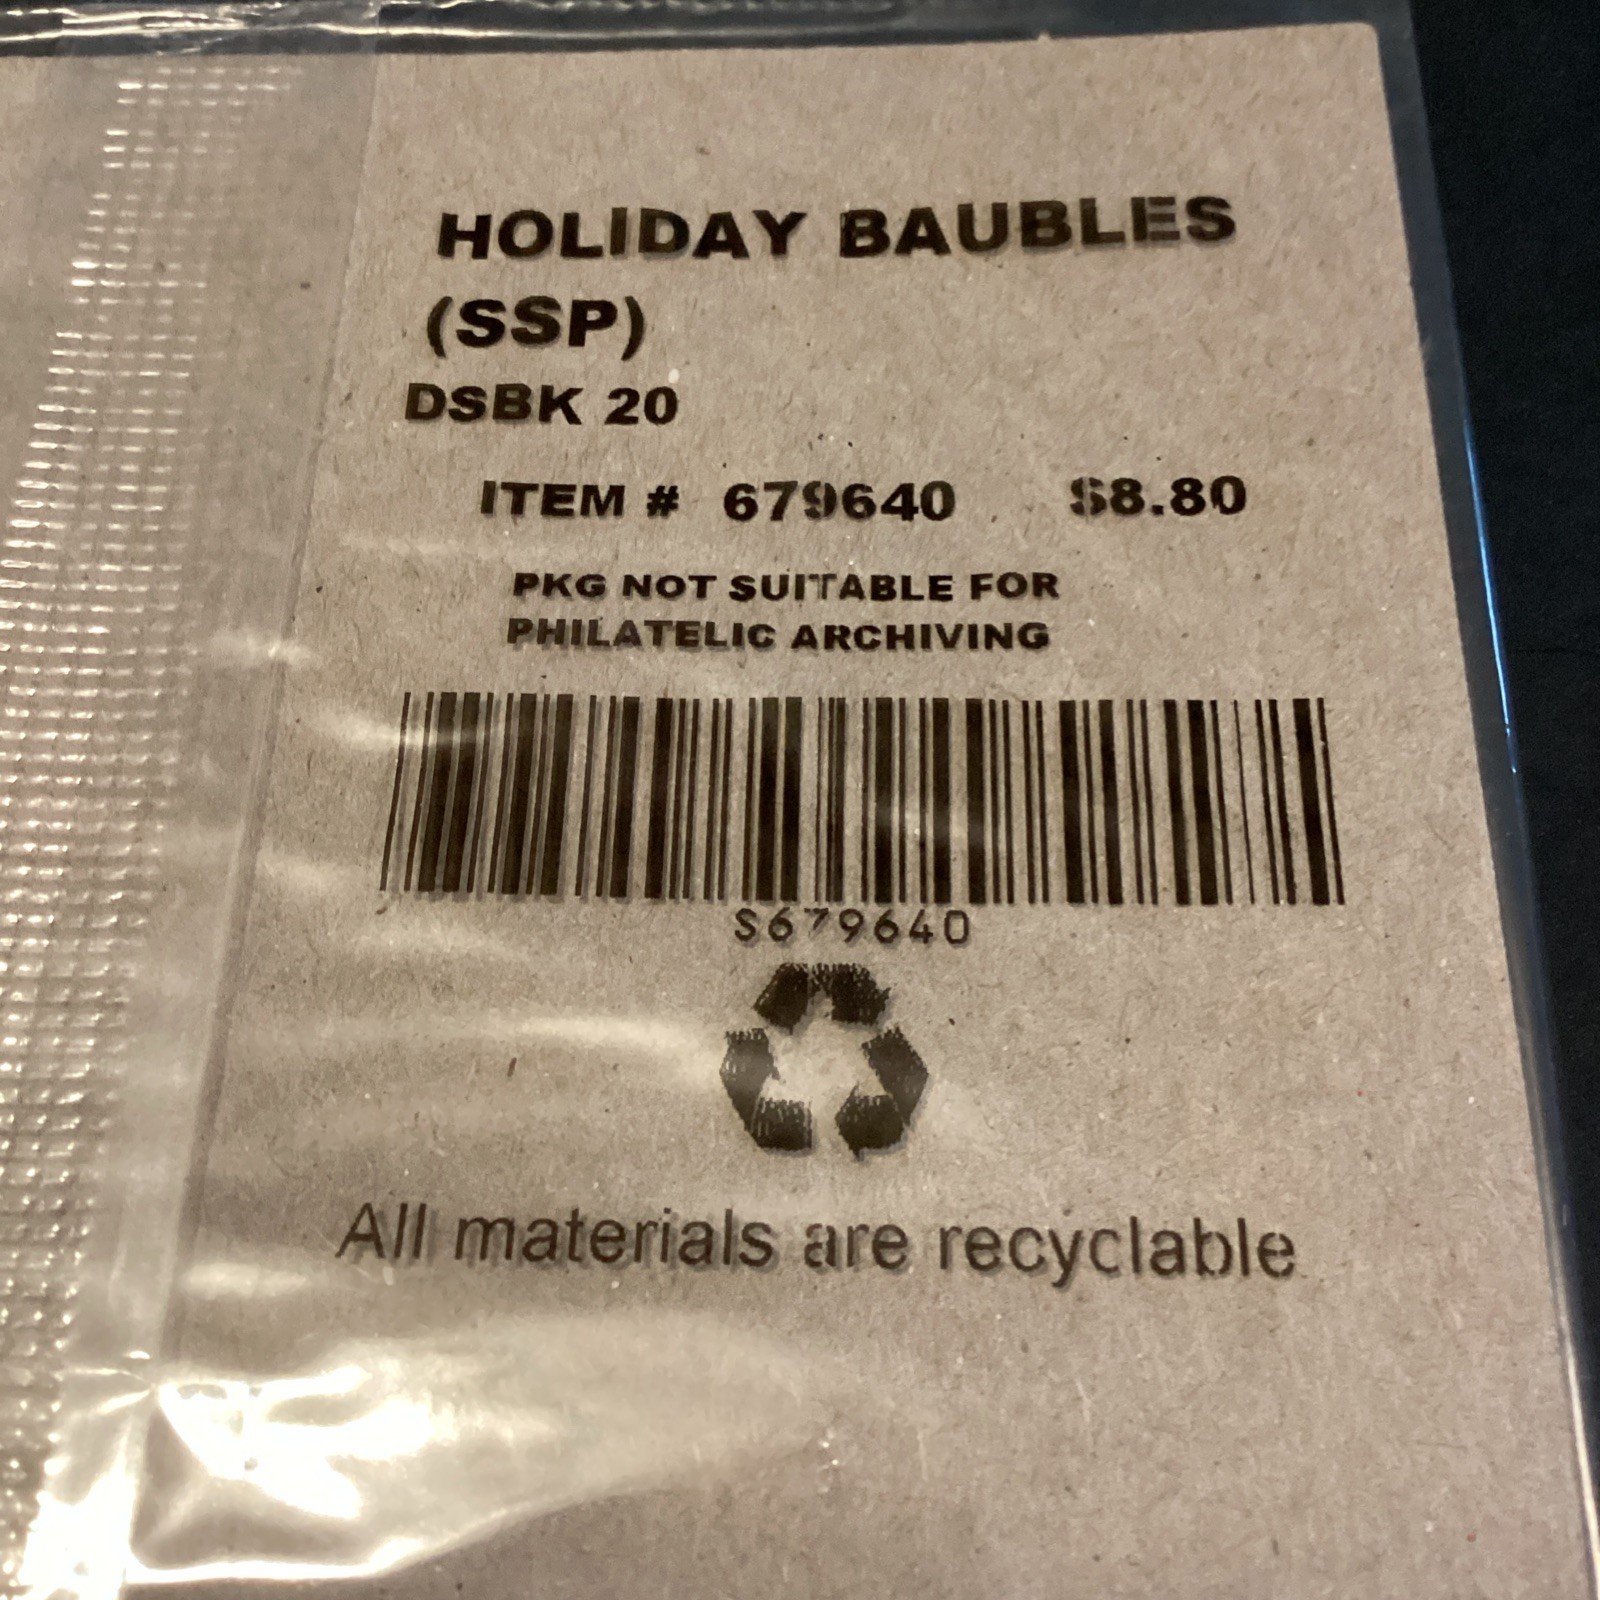 HOLIDAY BAUBLES
(SSP)
DSBK 20
ITEM # 679640 $8.80
PKG NOT SUITABLE FOR
PHILATELIC ARCHIVING
S679640
All materials are recyclable